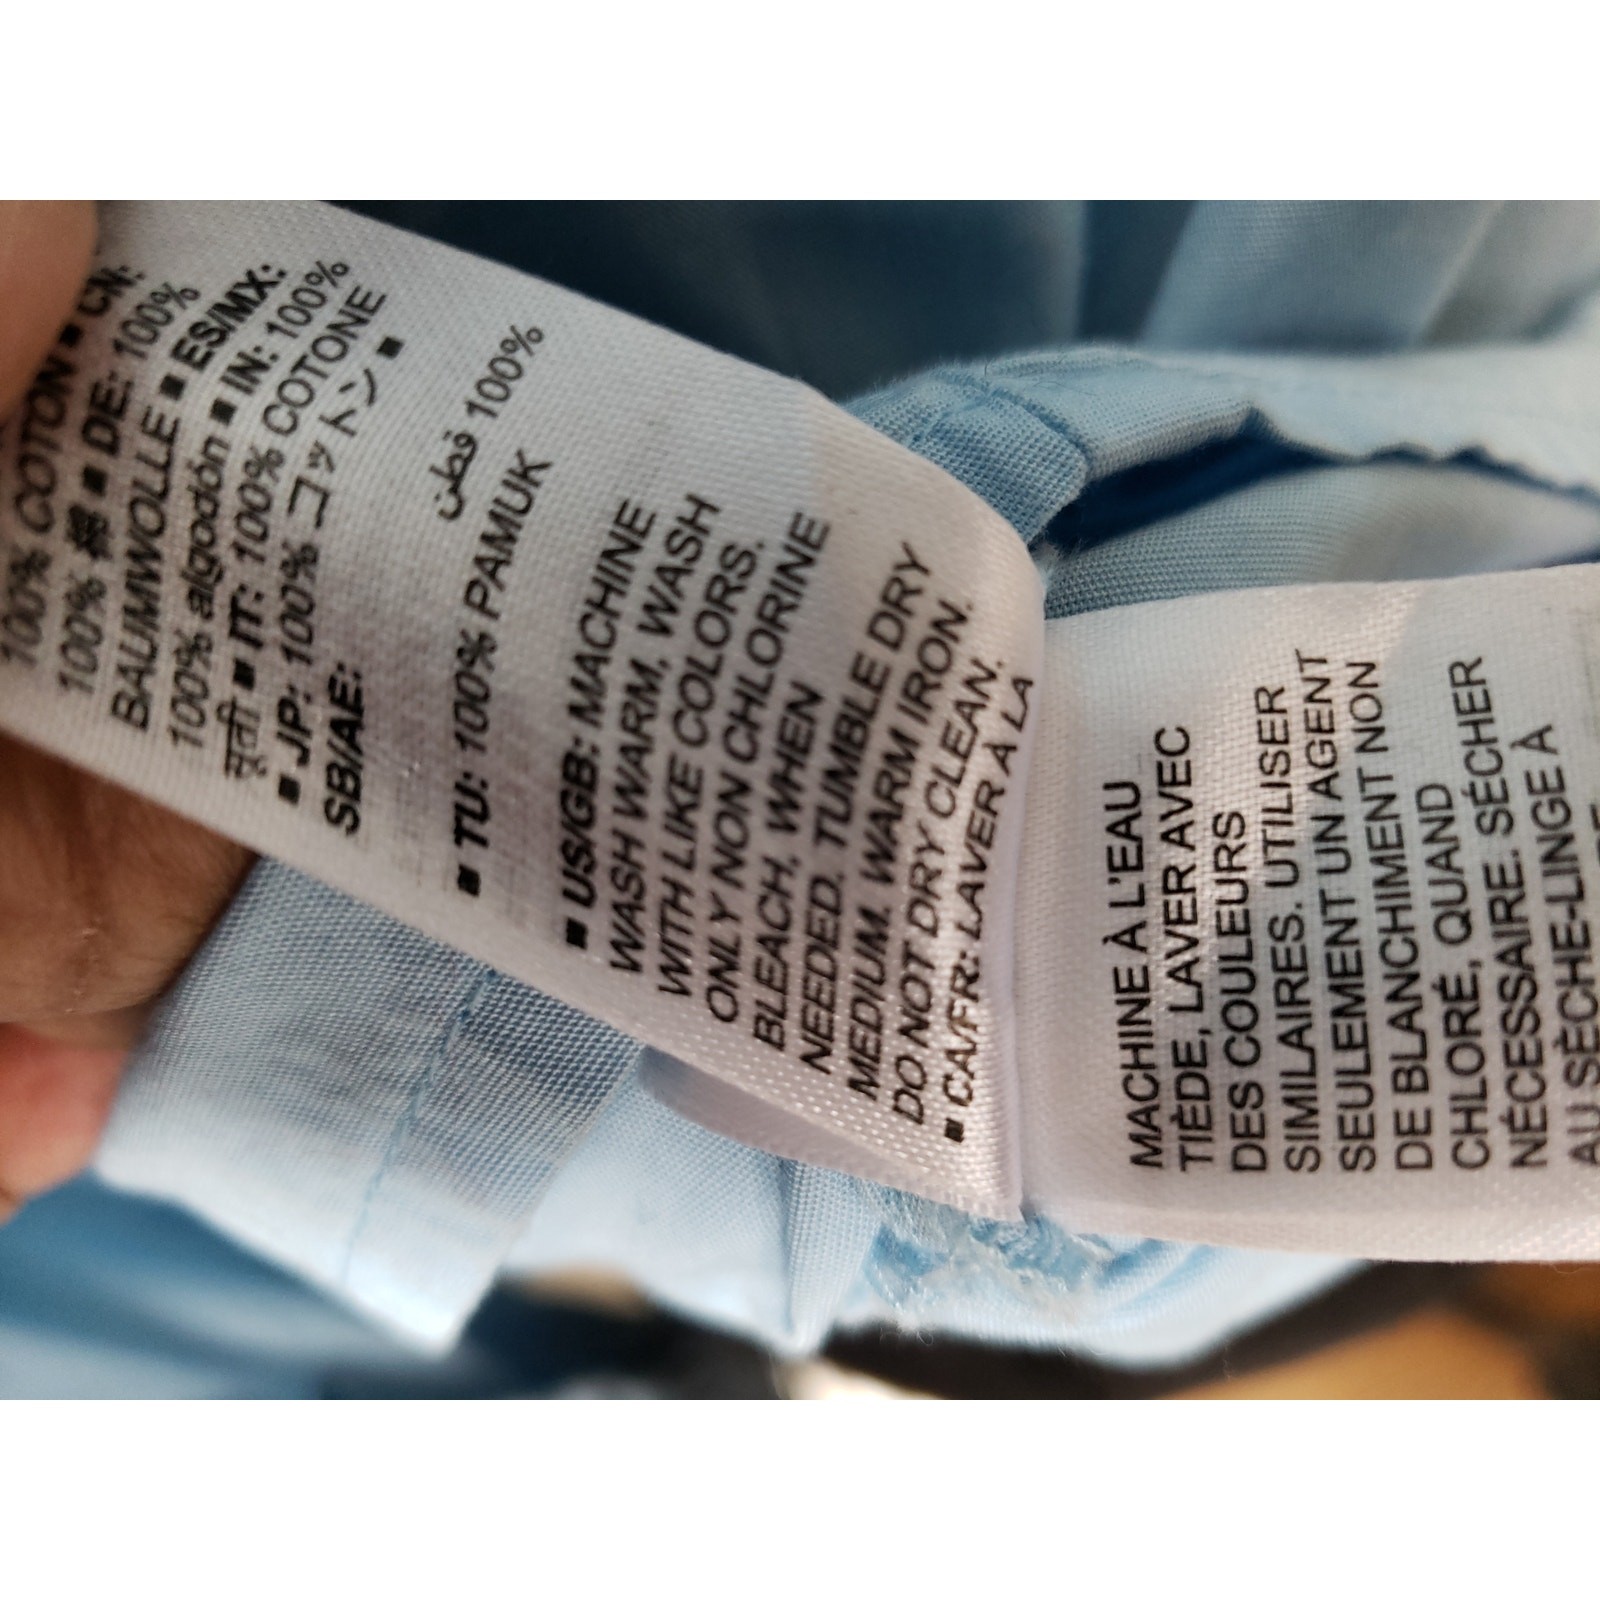 100% COTON ■ CN:
100% 棉 ■ DE: 100%
BAUMWOLLE ■ ES/MX:
100% algodón ■ IN: 100%
सूती ■ IT: 100% COTONE
■ JP: 100% コットン ■
SB/AE:
قطن 100%
■ TU: 100% PAMUK
■ US/GB: MACHINE
WASH WARM, WASH
WITH LIKE COLORS.
ONLY NON CHLORINE
BLEACH, WHEN
NEEDED. TUMBLE DRY
MEDIUM. WARM IRON.
DO NOT DRY CLEAN.
■ CA/FR: LAVER À LA
MACHINE À L'EAU
TIÈDE, LAVER AVEC
DES COULEURS
SIMILAIRES. UTILISER
SEULEMENT UN AGENT
DE BLANCHIMENT NON
CHLORÉ, QUAND
NÉCESSAIRE. SÉCHER
AU SÈCHE-LINGE À